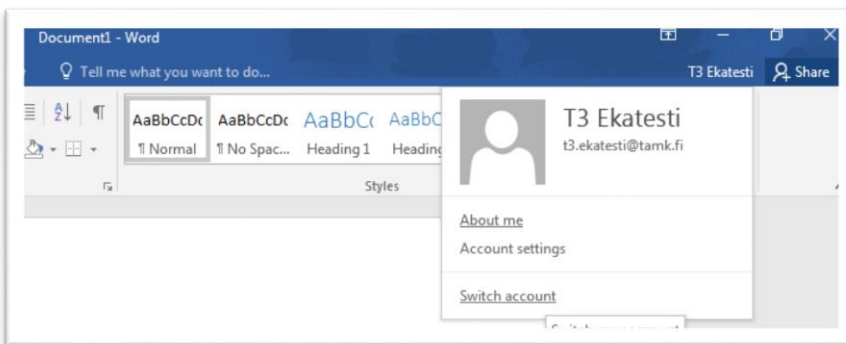 Document1 - Word
Tell me what you want to do...
T3 Ekatesti
Share
AaBbCcDc AaBbCcDc AaBbC AaBbC
¶ Normal ¶ No Spac... Heading 1 Heading
Styles
T3 Ekatesti
t3.ekatesti@tamk.fi
About me
Account settings
Switch account